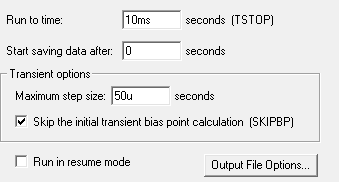 Run to time: 10ms seconds (TSTOP)
Start saving data after: 0 seconds
Transient options
Maximum step size: 50u seconds
Skip the initial transient bias point calculation (SKIPBP)
Run in resume mode
Output File Options...